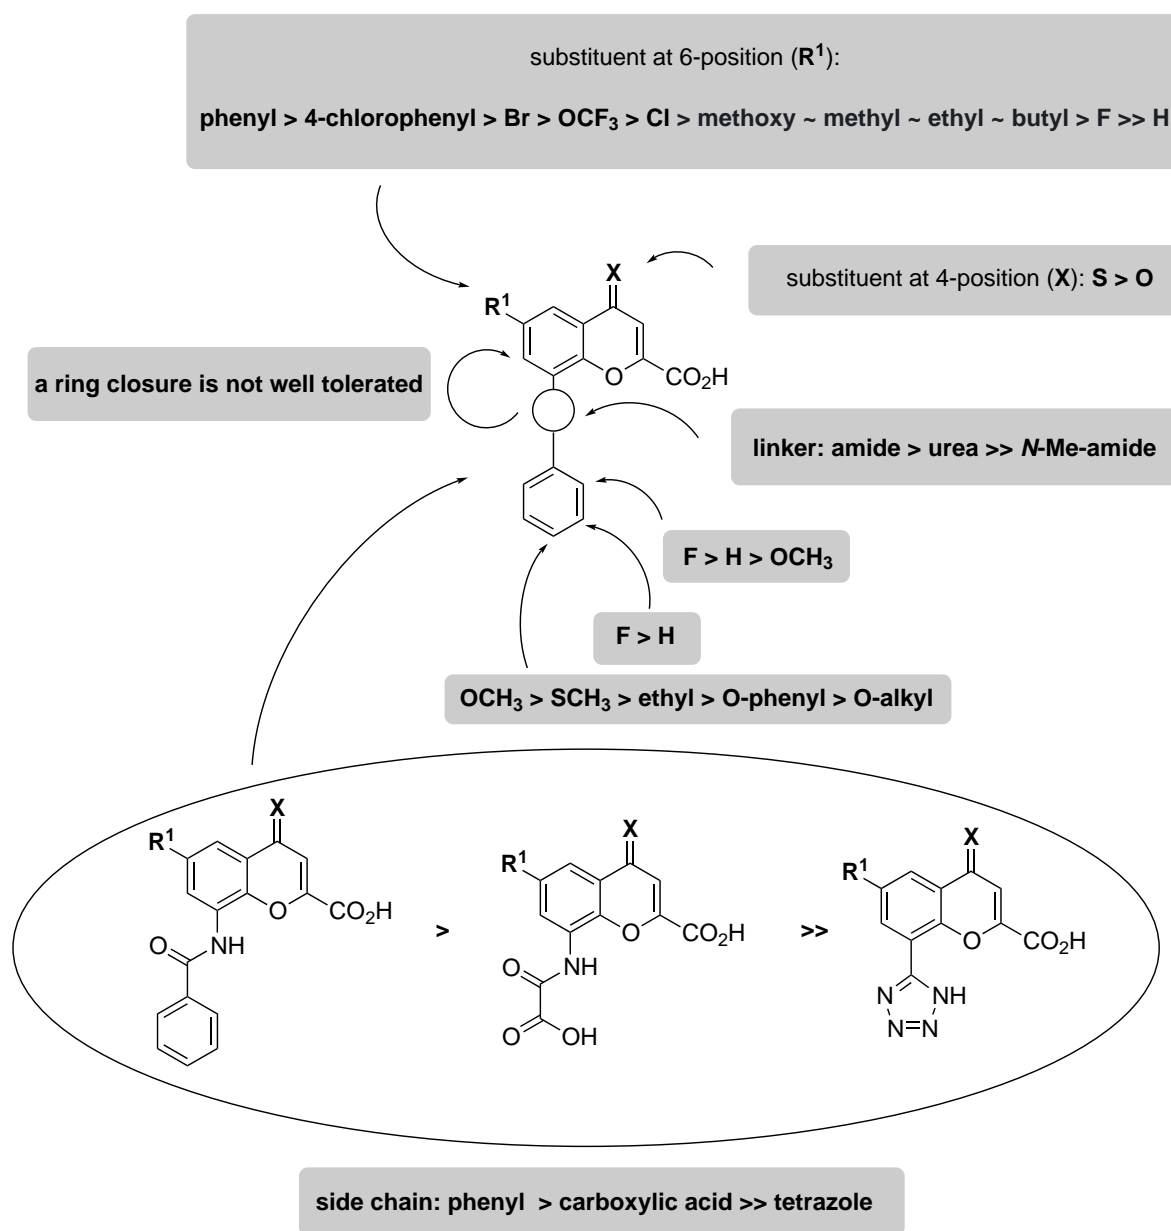 substituent at 6-position (R¹):
phenyl > 4-chlorophenyl > Br > OCF₃ > Cl > methoxy ~ methyl ~ ethyl ~ butyl > F >> H
X
substituent at 4-position (X): S > O
R¹
O
CO₂H
a ring closure is not well tolerated
linker: amide > urea >> N-Me-amide
F > H > OCH₃
F > H
OCH₃ > SCH₃ > ethyl > O-phenyl > O-alkyl
X
R¹
O
CO₂H
NH
O
>
X
R¹
O
CO₂H
NH
O
O
OH
>>
X
R¹
O
CO₂H
N
NH
N
N
side chain: phenyl > carboxylic acid >> tetrazole